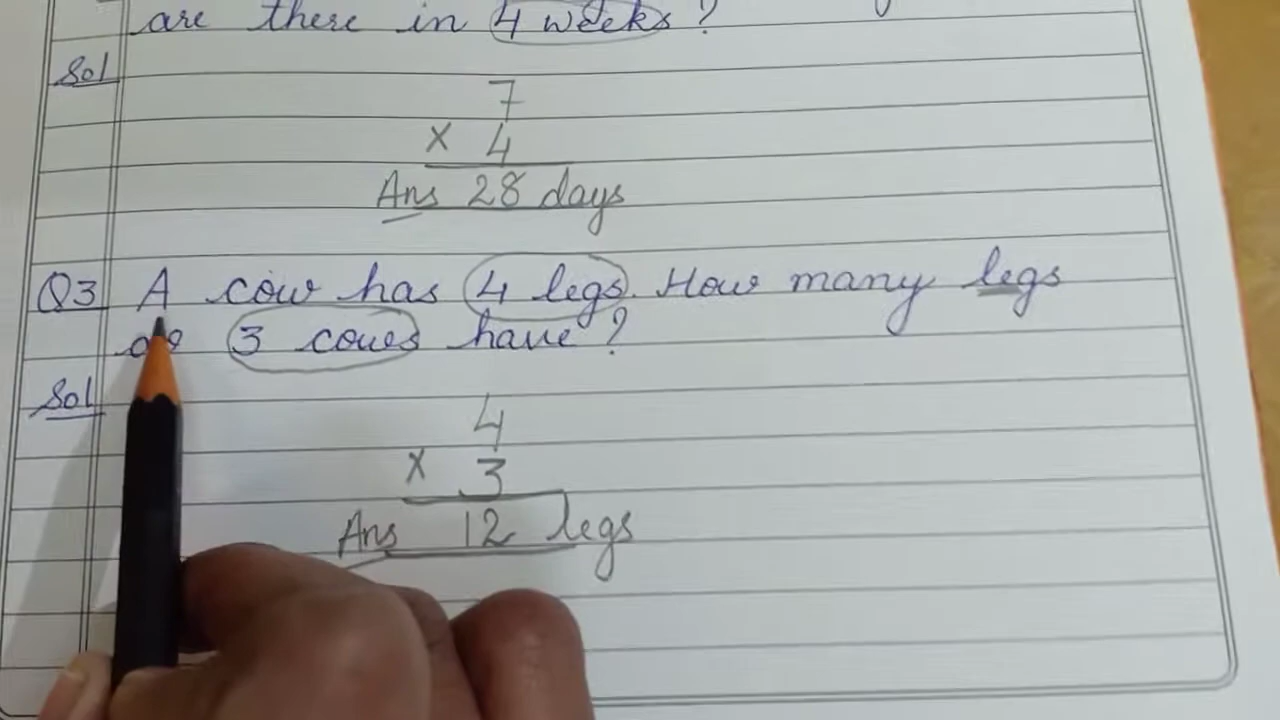 are there in 4 weeks?
Sol
7
x 4
Ans 28 days
Q3 A cow has 4 legs. How many legs
do 3 cows have?
Sol
4
x 3
Ans 12 legs